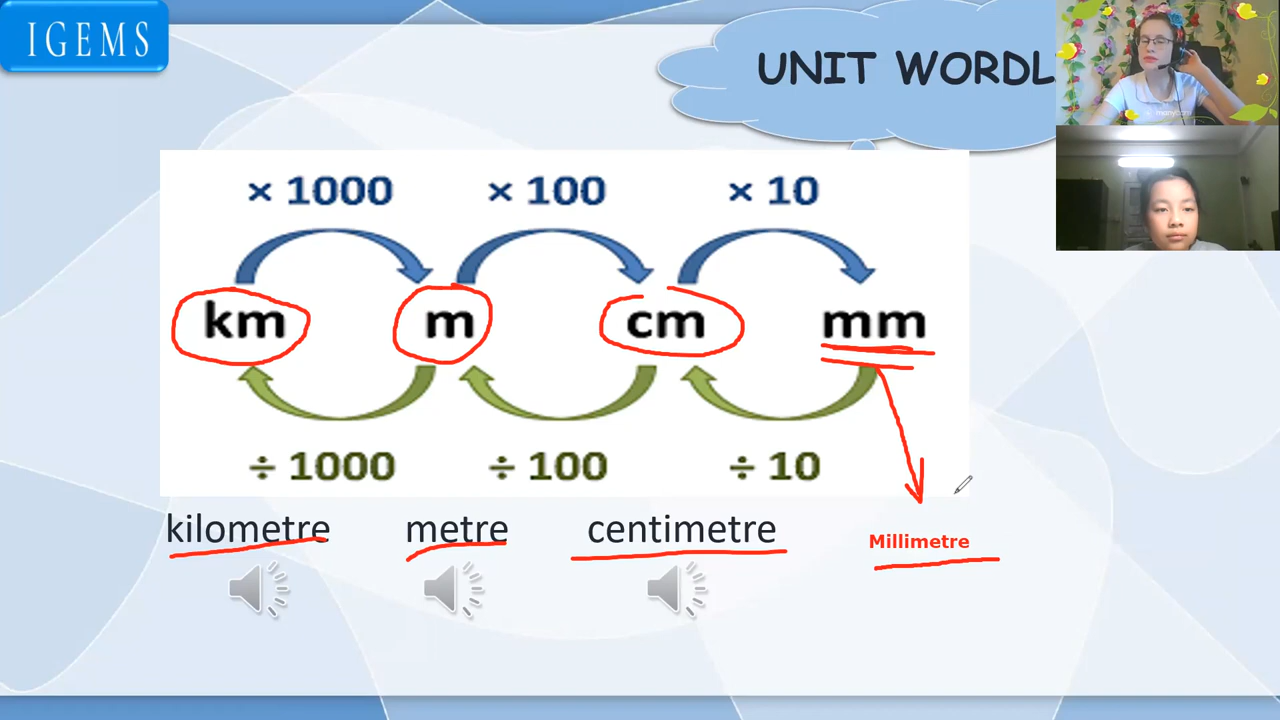 IGEMS
UNIT WORDL
× 1000 × 100 × 10
km m cm mm
÷ 1000 ÷ 100 ÷ 10
kilometre metre centimetre Millimetre